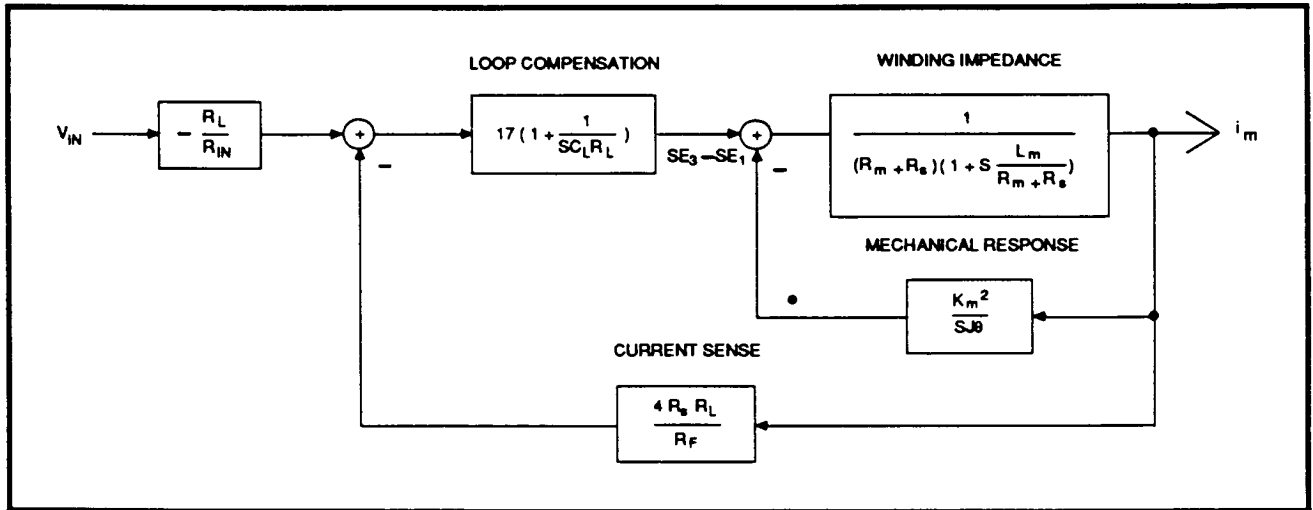 LOOP COMPENSATION
WINDING IMPEDANCE
V_IN
− R_L / R_IN
+
−
17 ( 1 + 1 / SC_L R_L )
SE_3 − SE_1
+
−
1 / (R_m + R_s) ( 1 + S L_m / R_m + R_s )
i_m
MECHANICAL RESPONSE
K_m^2 / SJθ
CURRENT SENSE
4 R_s R_L / R_F